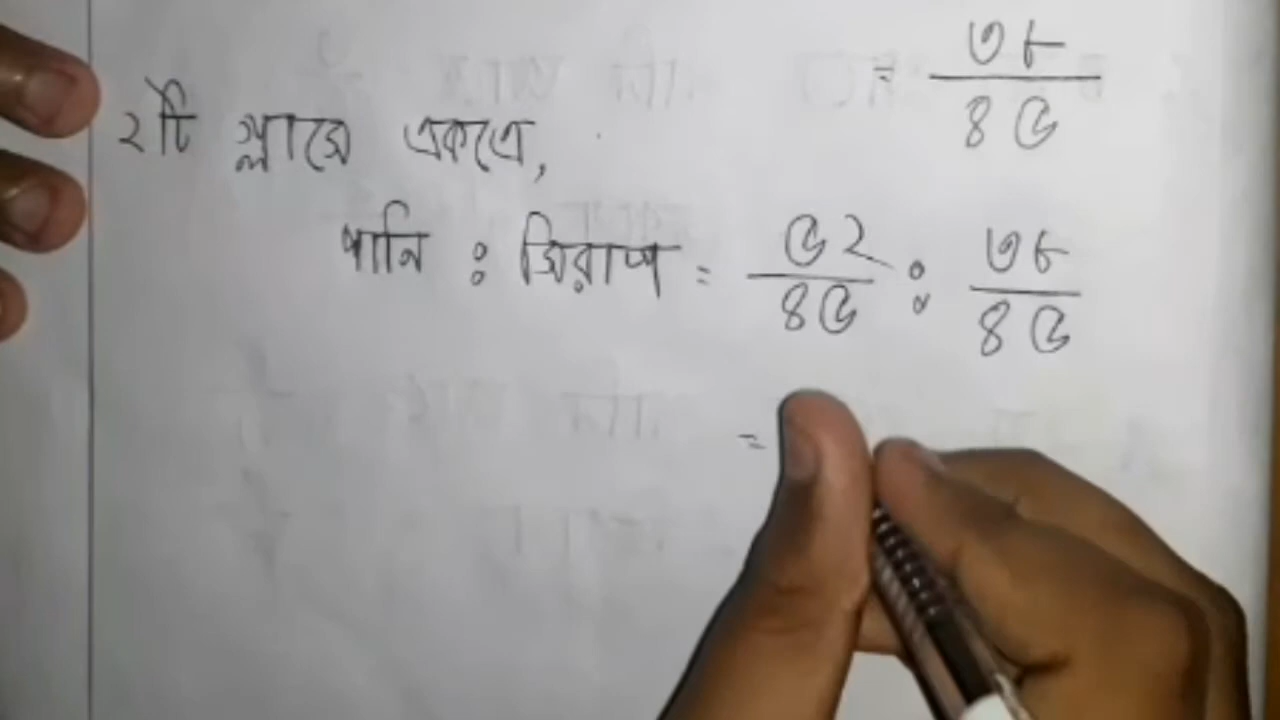 = ৩৮/৪৫
২টি গ্লাসে একত্রে,
পানি : সিরাপ = ৫২/৪৫ : ৩৮/৪৫
=